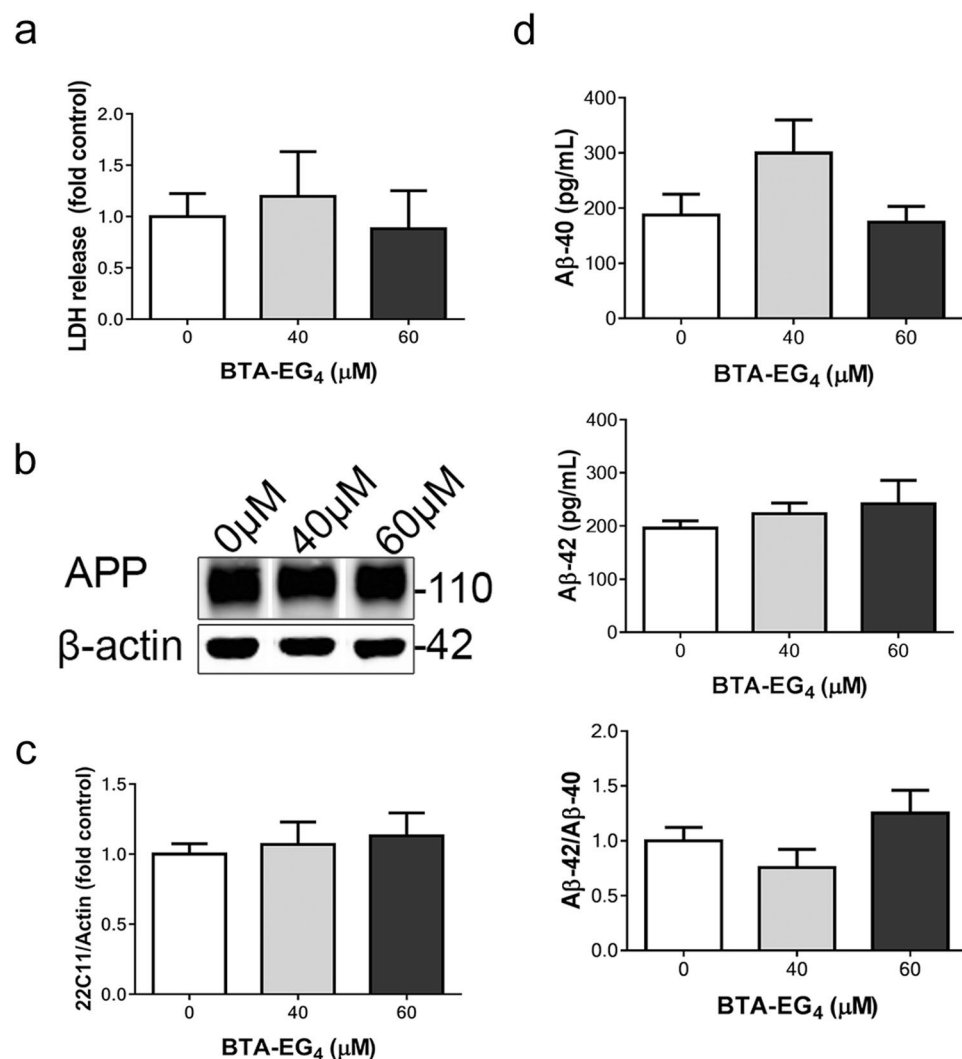 a
LDH release (fold control)
2.0
1.5
1.0
0.5
0.0
0 40 60
BTA-EG₄ (μM)
b
0μM 40μM 60μM
APP -110
β-actin -42
c
22C11/Actin (fold control)
1.5
1.0
0.5
0.0
0 40 60
BTA-EG₄ (μM)
d
Aβ-40 (pg/mL)
400
300
200
100
0
0 40 60
BTA-EG₄ (μM)
Aβ-42 (pg/mL)
400
300
200
100
0
0 40 60
BTA-EG₄ (μM)
Aβ-42/Aβ-40
2.0
1.5
1.0
0.5
0.0
0 40 60
BTA-EG₄ (μM)